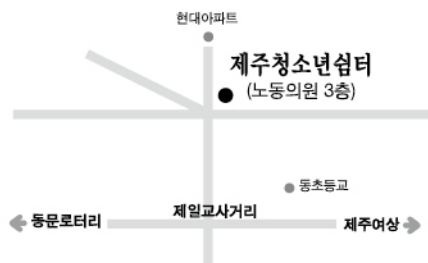 현대아파트
제주청소년쉼터
(노동의원 3층)
동초등교
제일교사거리
동문로터리
제주여상